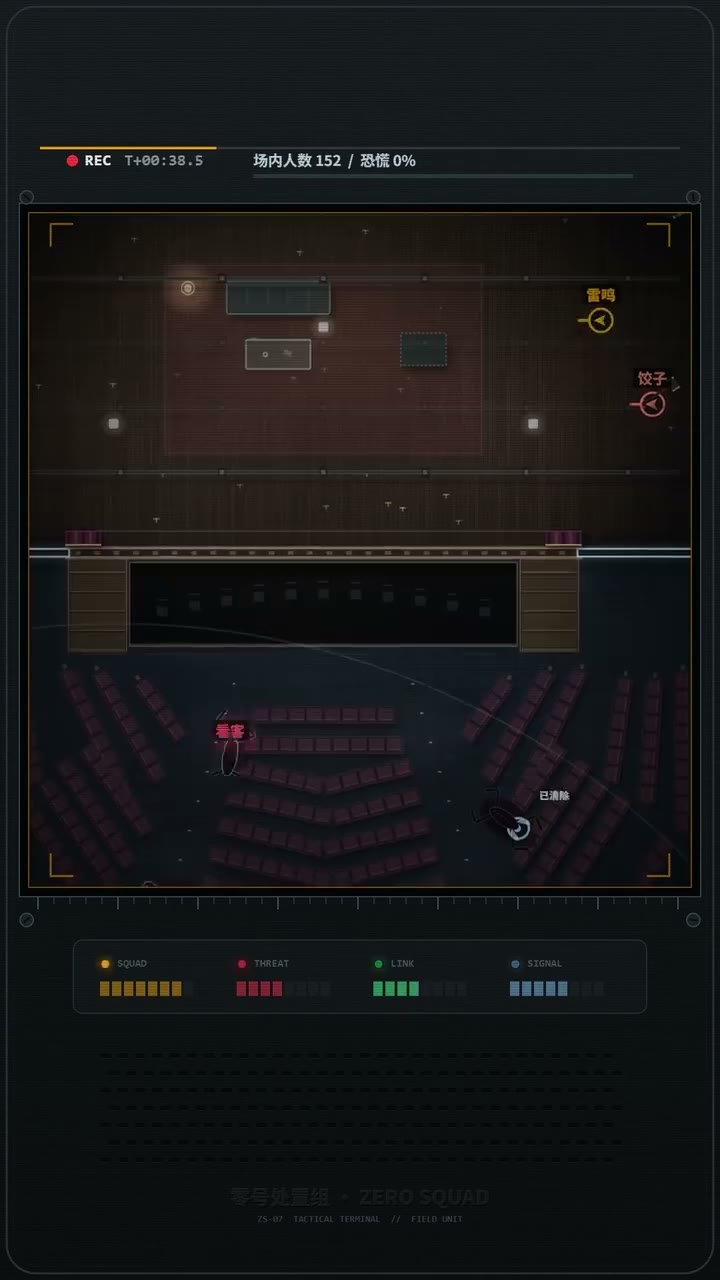 REC T+00:38.5 场内人数 152 / 恐慌 0%
雷鸣
饺子
看客
已清除
SQUAD THREAT LINK SIGNAL
零号处置组 · ZERO SQUAD
ZS-07 TACTICAL TERMINAL // FIELD UNIT